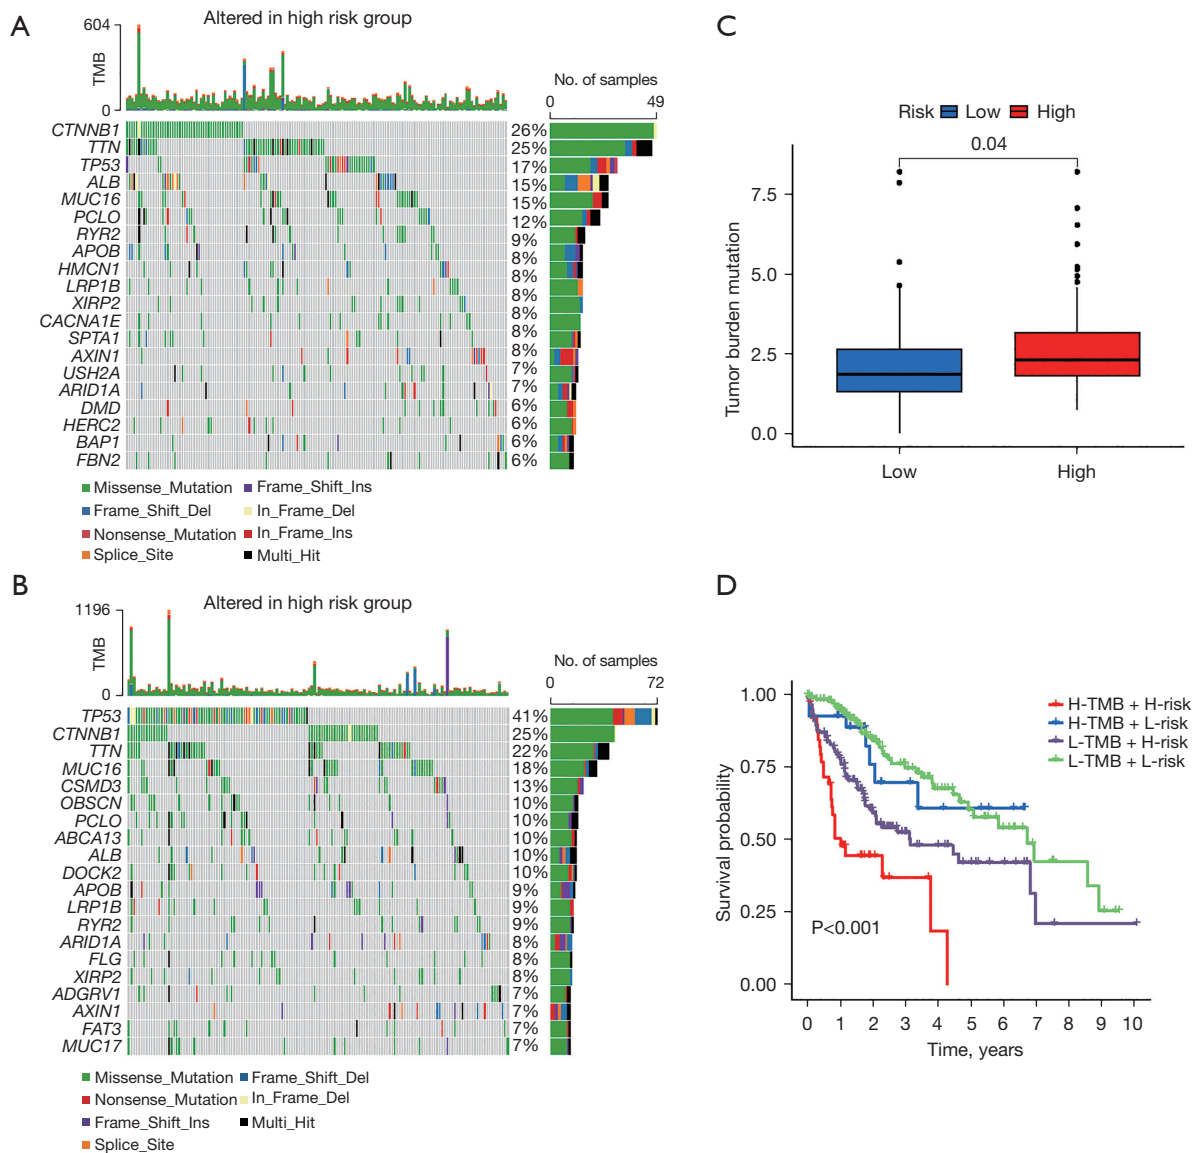 A
Altered in high risk group
604
0
TMB
No. of samples
0 49
CTNNB1 26%
TTN 25%
TP53 17%
ALB 15%
MUC16 15%
PCLO 12%
RYR2 9%
APOB 8%
HMCN1 8%
LRP1B 8%
XIRP2 8%
CACNA1E 8%
SPTA1 8%
AXIN1 7%
USH2A 7%
ARID1A 6%
DMD 6%
HERC2 6%
BAP1 6%
FBN2
Missense_Mutation Frame_Shift_Ins
Frame_Shift_Del In_Frame_Del
Nonsense_Mutation In_Frame_Ins
Splice_Site Multi_Hit
B
Altered in high risk group
1196
0
TMB
No. of samples
0 72
TP53 41%
CTNNB1 25%
TTN 22%
MUC16 18%
CSMD3 13%
OBSCN 10%
PCLO 10%
ABCA13 10%
ALB 10%
DOCK2 10%
APOB 9%
LRP1B 9%
RYR2 9%
ARID1A 8%
FLG 8%
XIRP2 8%
ADGRV1 7%
AXIN1 7%
FAT3 7%
MUC17 7%
Missense_Mutation Frame_Shift_Del
Nonsense_Mutation In_Frame_Del
Frame_Shift_Ins Multi_Hit
Splice_Site
C
Risk Low High
0.04
7.5
5.0
2.5
0.0
Tumor burden mutation
Low High
D
1.00
0.75
0.50
0.25
0.00
Survival probability
H-TMB + H-risk
H-TMB + L-risk
L-TMB + H-risk
L-TMB + L-risk
P<0.001
0 1 2 3 4 5 6 7 8 9 10
Time, years